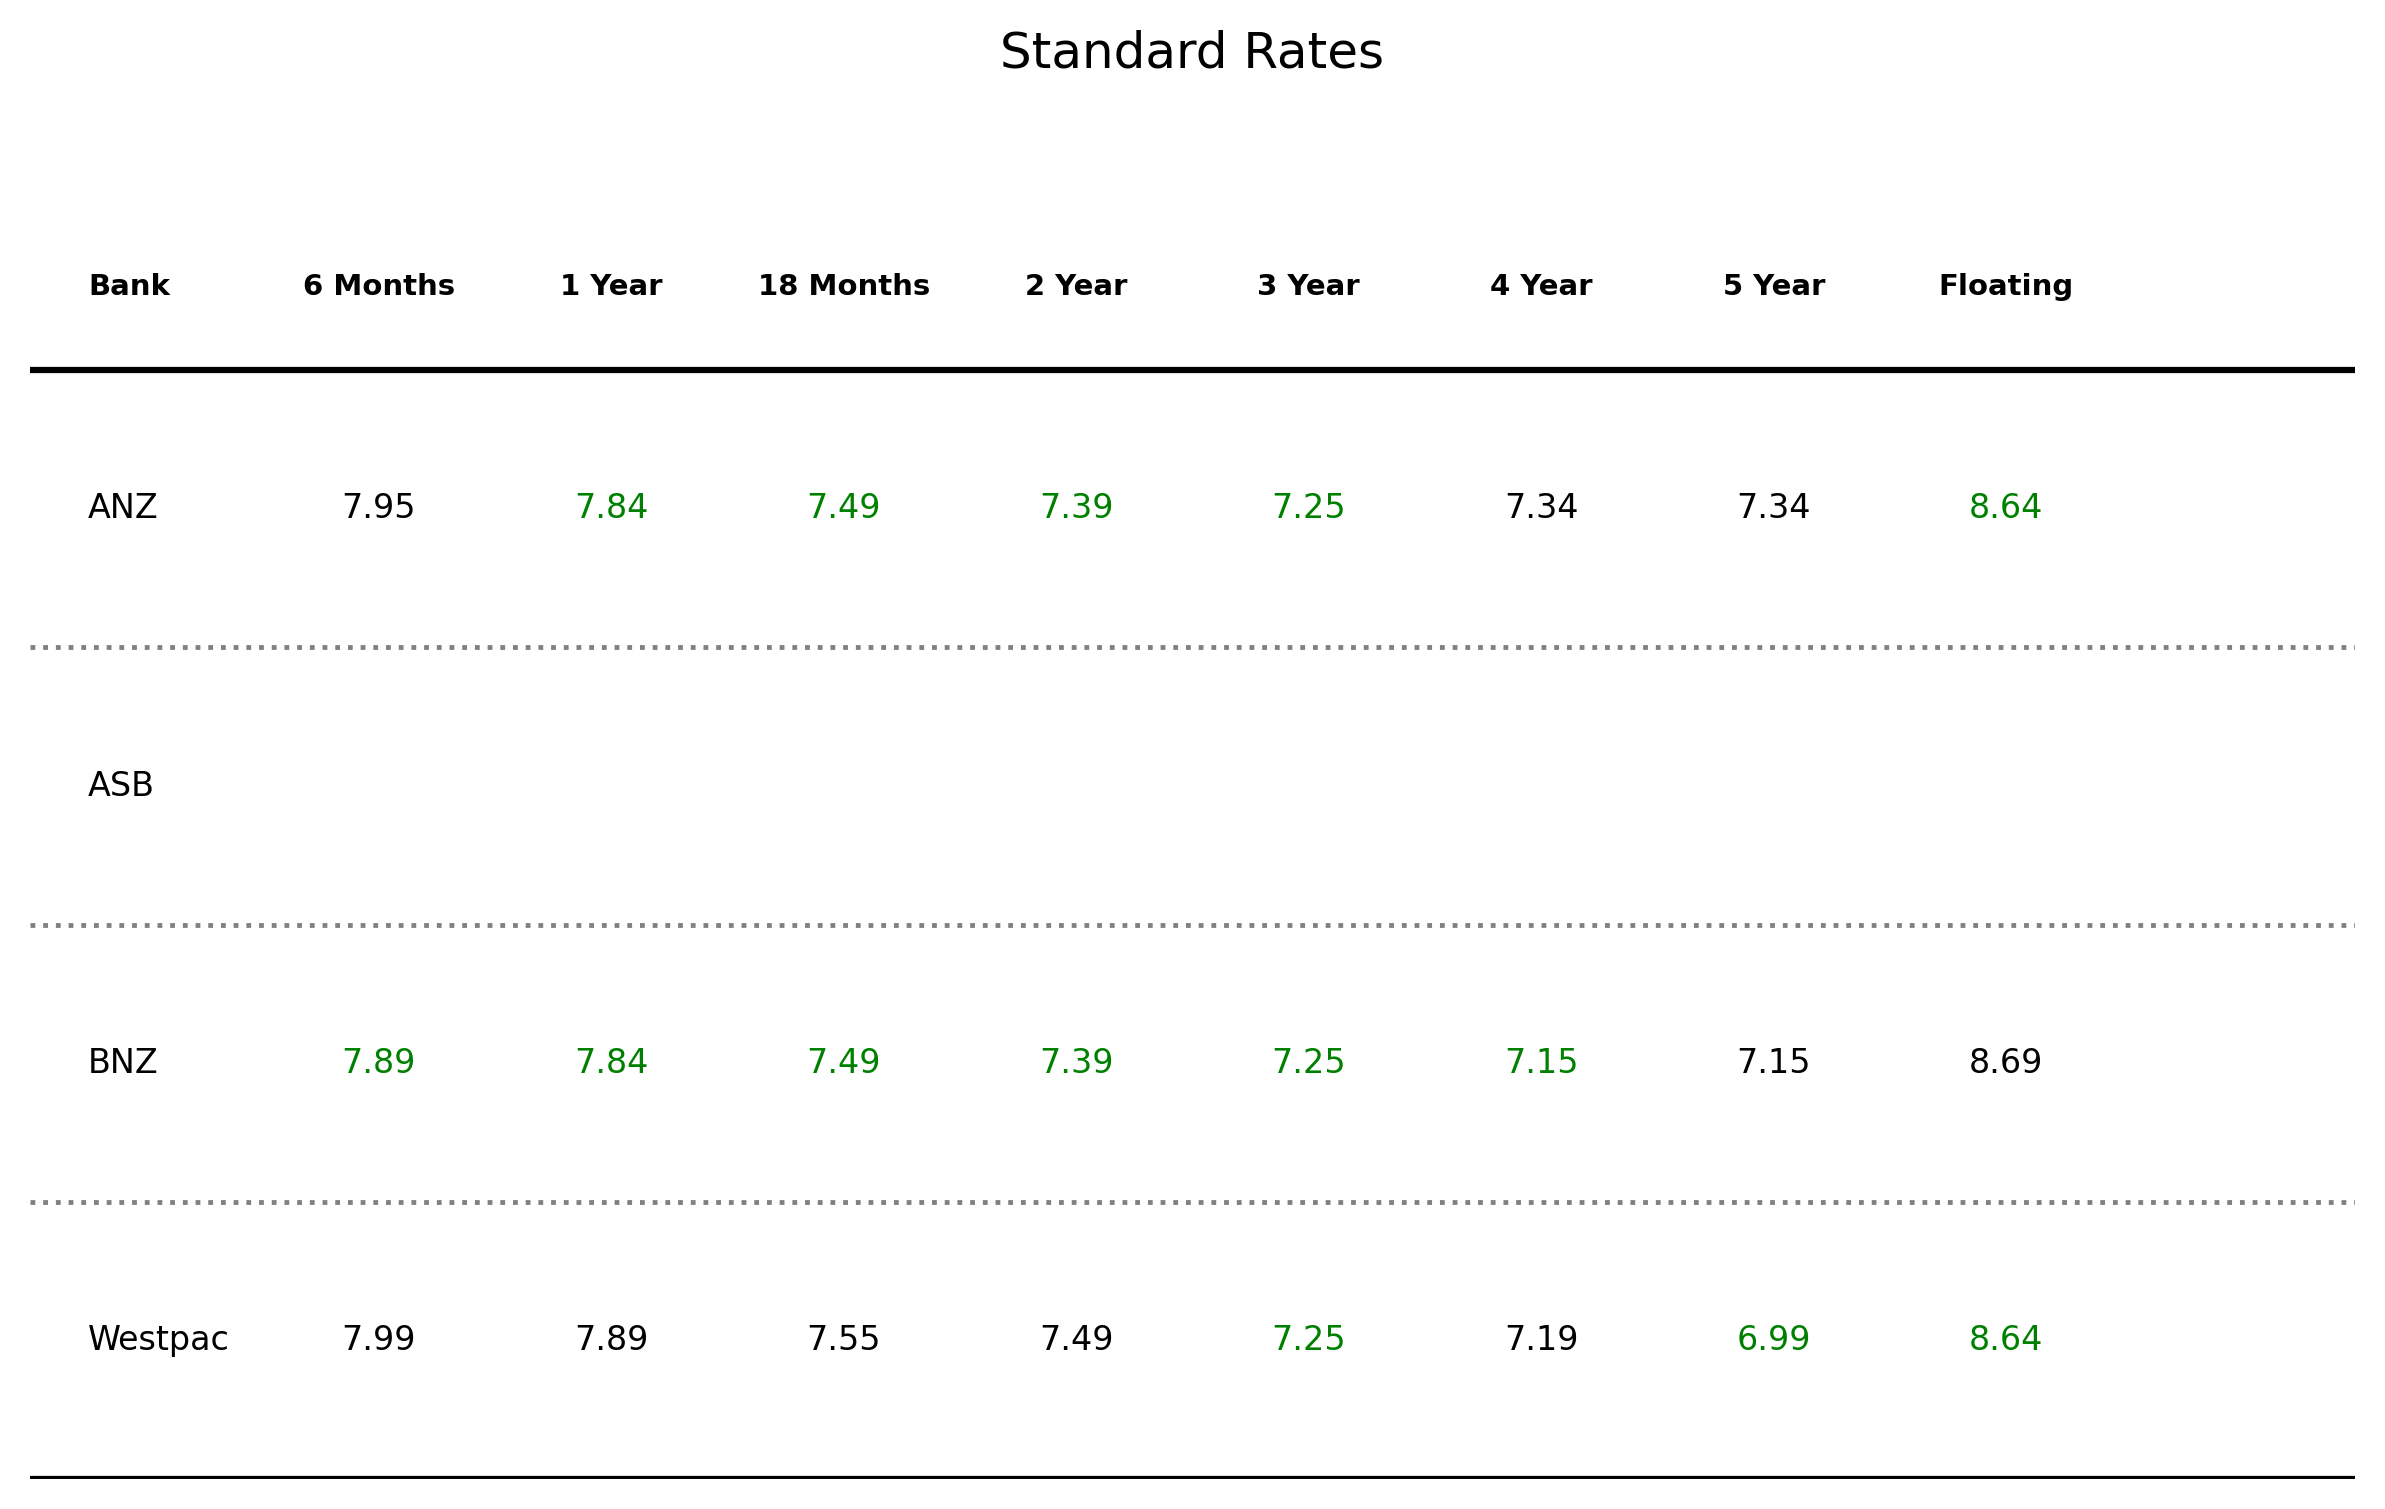 Standard Rates
Bank 6 Months 1 Year 18 Months 2 Year 3 Year 4 Year 5 Year Floating
ANZ 7.95 7.84 7.49 7.39 7.25 7.34 7.34 8.64
ASB
BNZ 7.89 7.84 7.49 7.39 7.25 7.15 7.15 8.69
Westpac 7.99 7.89 7.55 7.49 7.25 7.19 6.99 8.64